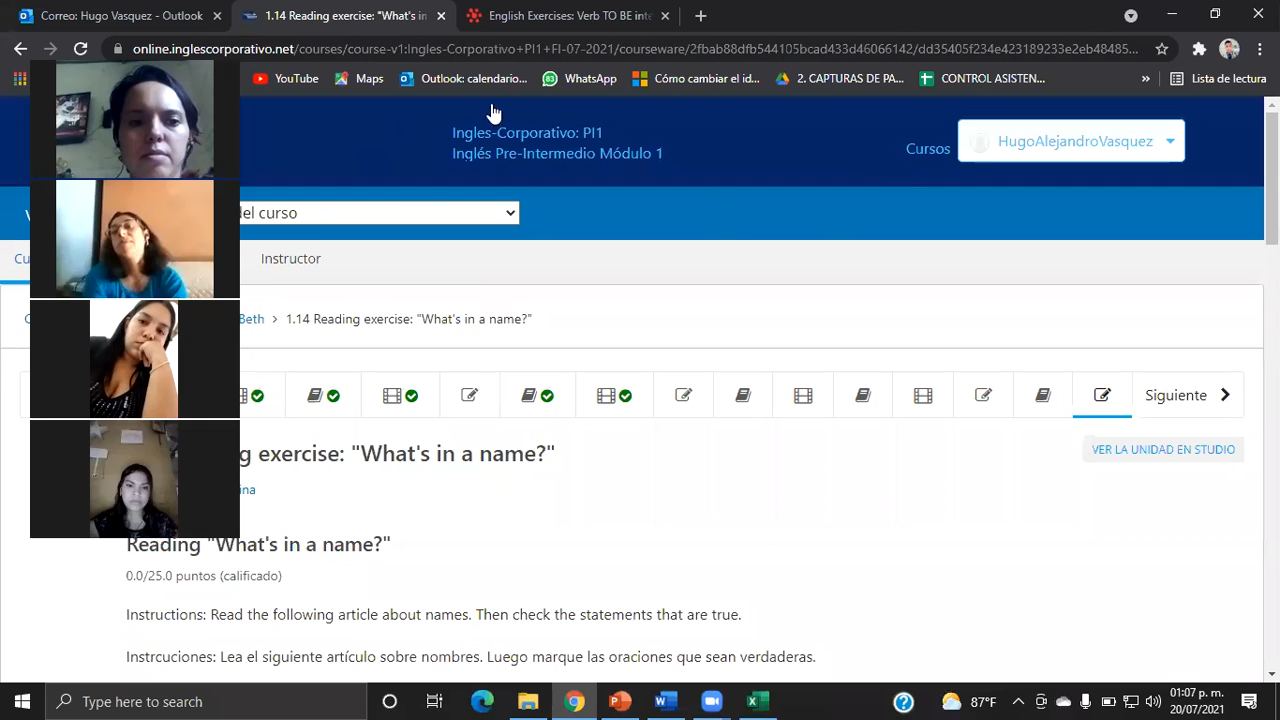 Correo: Hugo Vasquez - Outlook
1.14 Reading exercise: "What's in
English Exercises: Verb TO BE int
online.inglescorporativo.net/courses/course-v1:Ingles-Corporativo+PI1+FI-07-2021/courseware/2fbab88dfb544105bcad433d46066142/dd35405f234e423189233e2eb48485...
YouTube
Maps
Outlook: calendario...
WhatsApp
Cómo cambiar el id...
2. CAPTURAS DE PA...
CONTROL ASISTEN...
Lista de lectura
Ingles-Corporativo: PI1
Inglés Pre-Intermedio Módulo 1
Cursos
HugoAlejandroVasquez
del curso
Cu
Instructor
Beth > 1.14 Reading exercise: "What's in a name?"
Siguiente
g exercise: "What's in a name?"
VER LA UNIDAD EN STUDIO
ina
Reading "What's in a name?"
0.0/25.0 puntos (calificado)
Instructions: Read the following article about names. Then check the statements that are true.
Instrcuciones: Lea el siguiente artículo sobre nombres. Luego marque las oraciones que sean verdaderas.
Type here to search
87°F
01:07 p. m.
20/07/2021